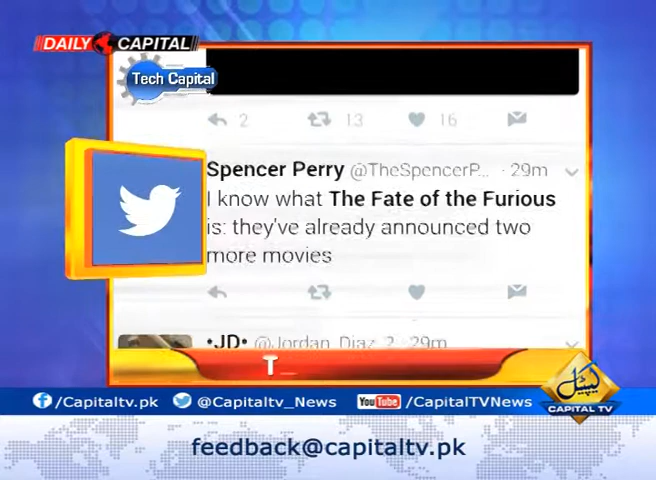 DAILY CAPITAL
Tech Capital
2 13 16
Spencer Perry @TheSpencerP... · 29m
I know what The Fate of the Furious
is: they've already announced two
more movies
•JD• @Jordan_Diaz_2 · 29m
T_
/Capitaltv.pk @Capitaltv_News YouTube /CapitalTVNews
کیپیٹل
CAPITAL TV
feedback@capitaltv.pk